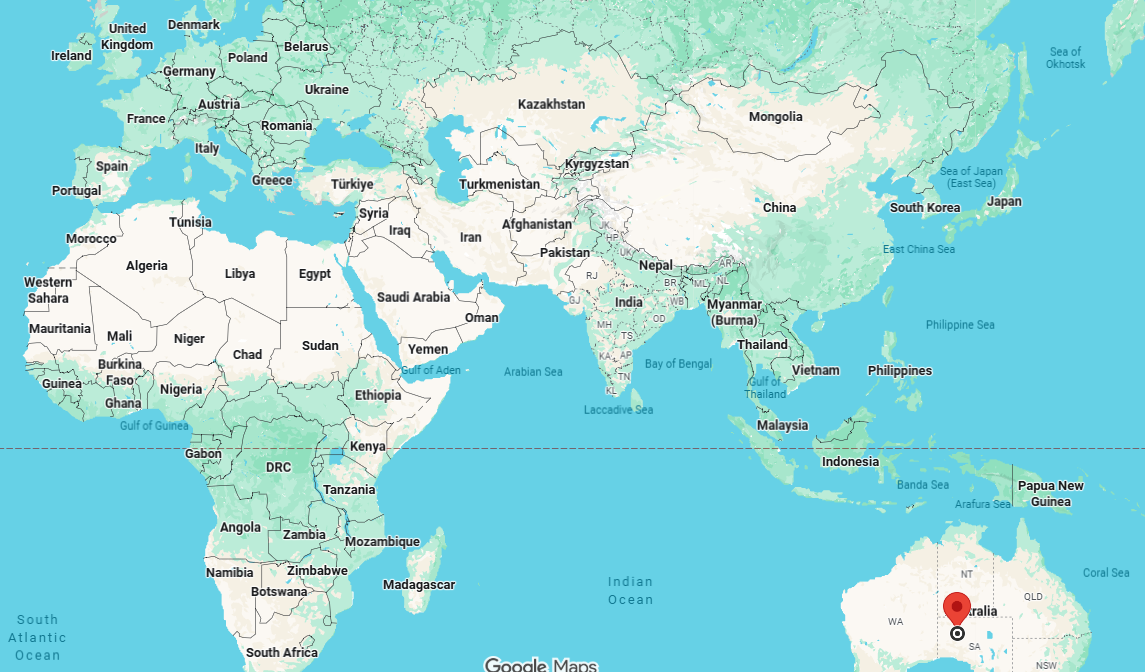 Denmark
United
Kingdom
Ireland
Belarus
Poland
Germany
Ukraine
Austria
France
Romania
Italy
Spain
Portugal
Greece
Türkiye
Kazakhstan
Mongolia
Kyrgyzstan
Turkmenistan
Sea of
Okhotsk
Sea of Japan
(East Sea)
Japan
South Korea
China
East China Sea
Tunisia
Morocco
Syria
Iraq
Iran
Afghanistan
Pakistan
JK
HP
UK
Nepal
AR
Algeria
Libya
Egypt
Western
Sahara
Saudi Arabia
RJ
BR
ML
NL
GJ
India
WB
Myanmar
(Burma)
Oman
OD
MH
TS
Mauritania
Mali
Niger
Chad
Sudan
Yemen
Thailand
Philippine Sea
KA
AP
TN
KL
Bay of Bengal
Arabian Sea
Gulf of Aden
Burkina
Faso
Guinea
Nigeria
Ghana
Ethiopia
Vietnam
Philippines
Gulf of
Thailand
Laccadive Sea
Gulf of Guinea
Malaysia
Gabon
Kenya
DRC
Indonesia
Tanzania
Banda Sea
Papua New
Guinea
Arafura Sea
Angola
Zambia
Mozambique
Namibia
Zimbabwe
Botswana
Madagascar
Indian
Ocean
South
Atlantic
Ocean
South Africa
NT
Coral Sea
QLD
tralia
WA
SA
NSW
Google Maps